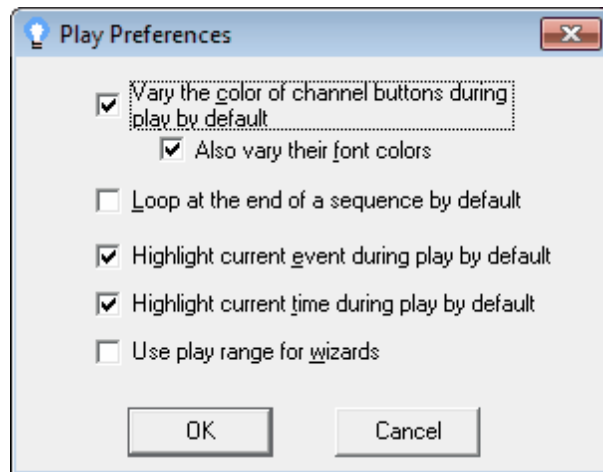 Play Preferences
Vary the color of channel buttons during
play by default
Also vary their font colors
Loop at the end of a sequence by default
Highlight current event during play by default
Highlight current time during play by default
Use play range for wizards
OK Cancel